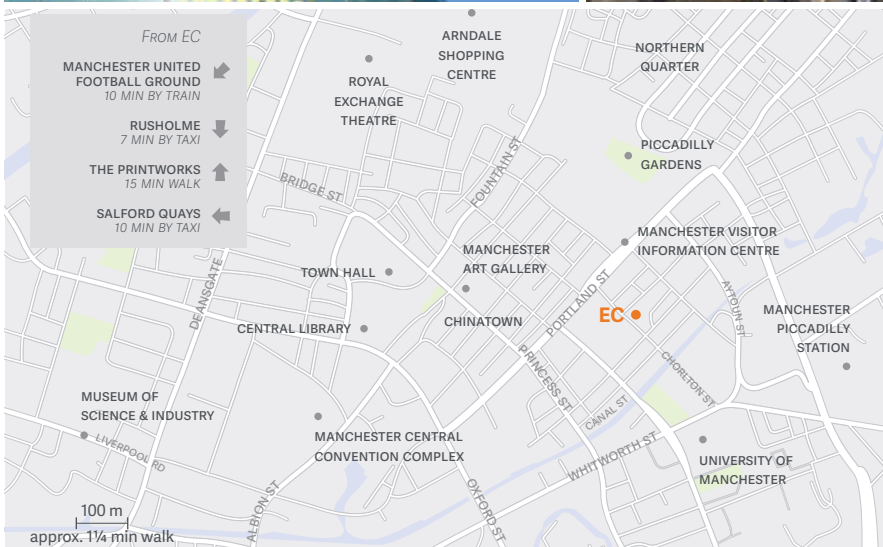 From EC
MANCHESTER UNITED
FOOTBALL GROUND
10 MIN BY TRAIN
RUSHOLME
7 MIN BY TAXI
THE PRINTWORKS
15 MIN WALK
SALFORD QUAYS
10 MIN BY TAXI
ARNDALE
SHOPPING
CENTRE
ROYAL
EXCHANGE
THEATRE
NORTHERN
QUARTER
PICCADILLY
GARDENS
FOUNTAIN ST
BRIDGE ST
MANCHESTER VISITOR
INFORMATION CENTRE
MANCHESTER
ART GALLERY
TOWN HALL
DEANSGATE
PORTLAND ST
AYTOUN ST
EC
MANCHESTER
PICCADILLY
STATION
CENTRAL LIBRARY
CHINATOWN
PRINCESS ST
CHORLTON ST
CANAL ST
MUSEUM OF
SCIENCE & INDUSTRY
LIVERPOOL RD
MANCHESTER CENTRAL
CONVENTION COMPLEX
WHITWORTH ST
UNIVERSITY OF
MANCHESTER
ALBION ST
OXFORD ST
100 m
approx. 1¼ min walk